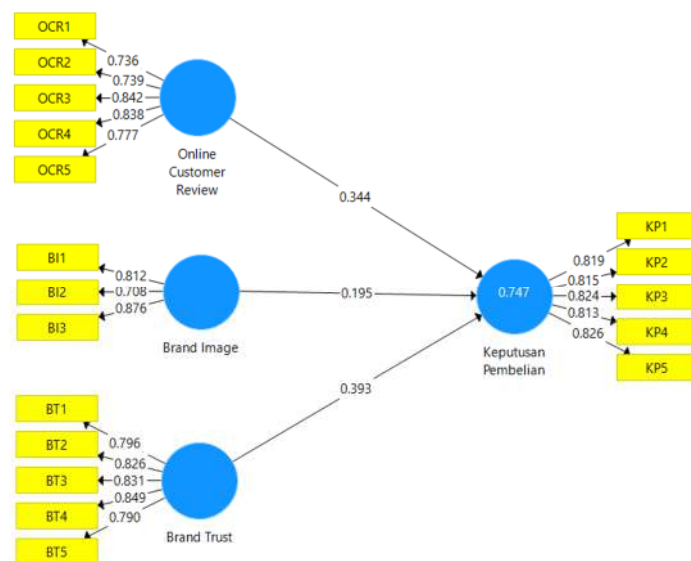 OCR1
OCR2
OCR3
OCR4
OCR5
0.736
0.739
0.842
0.838
0.777
Online
Customer
Review
0.344
BI1
BI2
BI3
0.812
0.708
0.876
Brand Image
0.195
BT1
BT2
BT3
BT4
BT5
0.796
0.826
0.831
0.849
0.790
Brand Trust
0.393
0.747
Keputusan
Pembelian
0.819
0.815
0.824
0.813
0.826
KP1
KP2
KP3
KP4
KP5